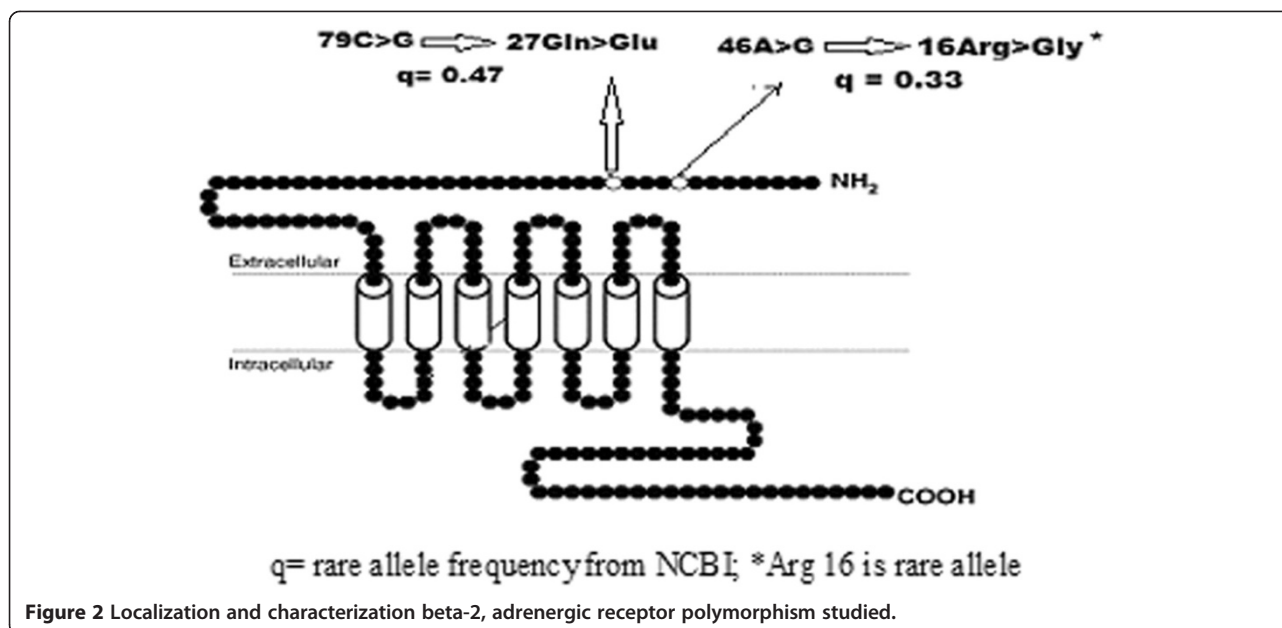 79C>G 27Gln>Glu 46A>G 16Arg>Gly*
q= 0.47 q = 0.33
NH2
Extracellular
Intracellular
COOH
q= rare allele frequency from NCBI; *Arg 16 is rare allele
Figure 2 Localization and characterization beta-2, adrenergic receptor polymorphism studied.